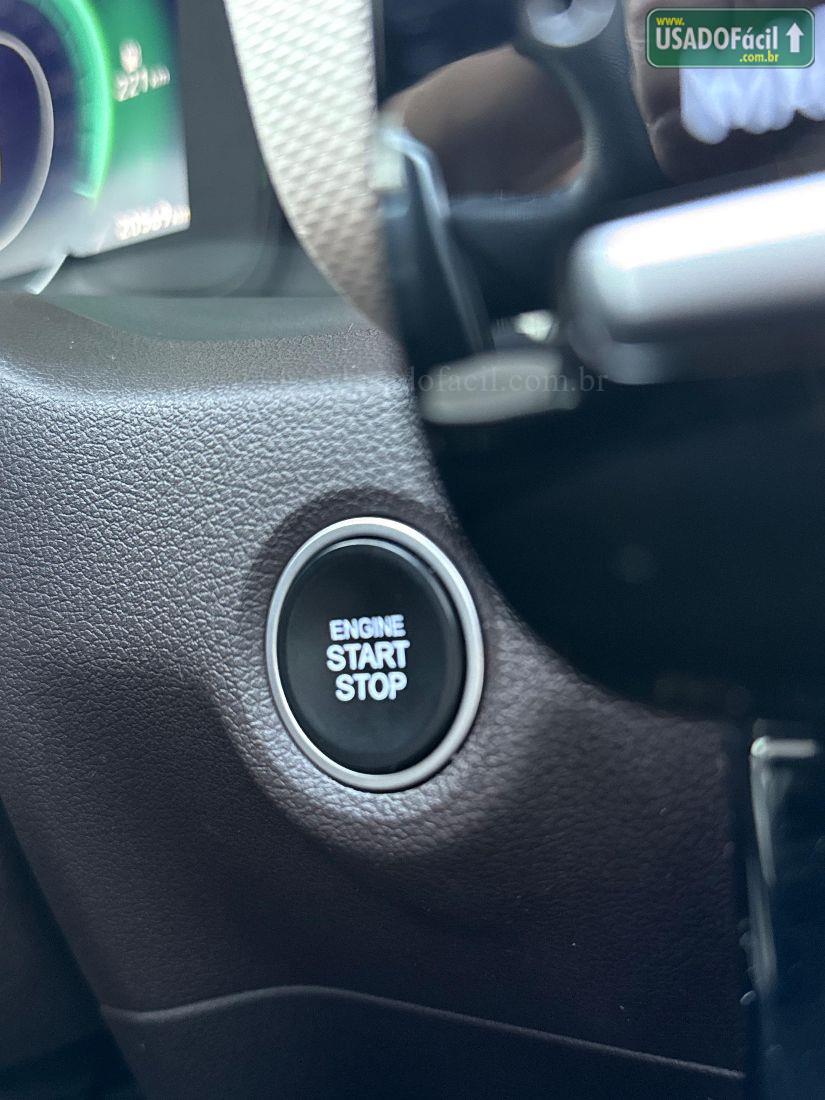 www.
USADOFácil
.com.br
221 km
ENGINE
START
STOP